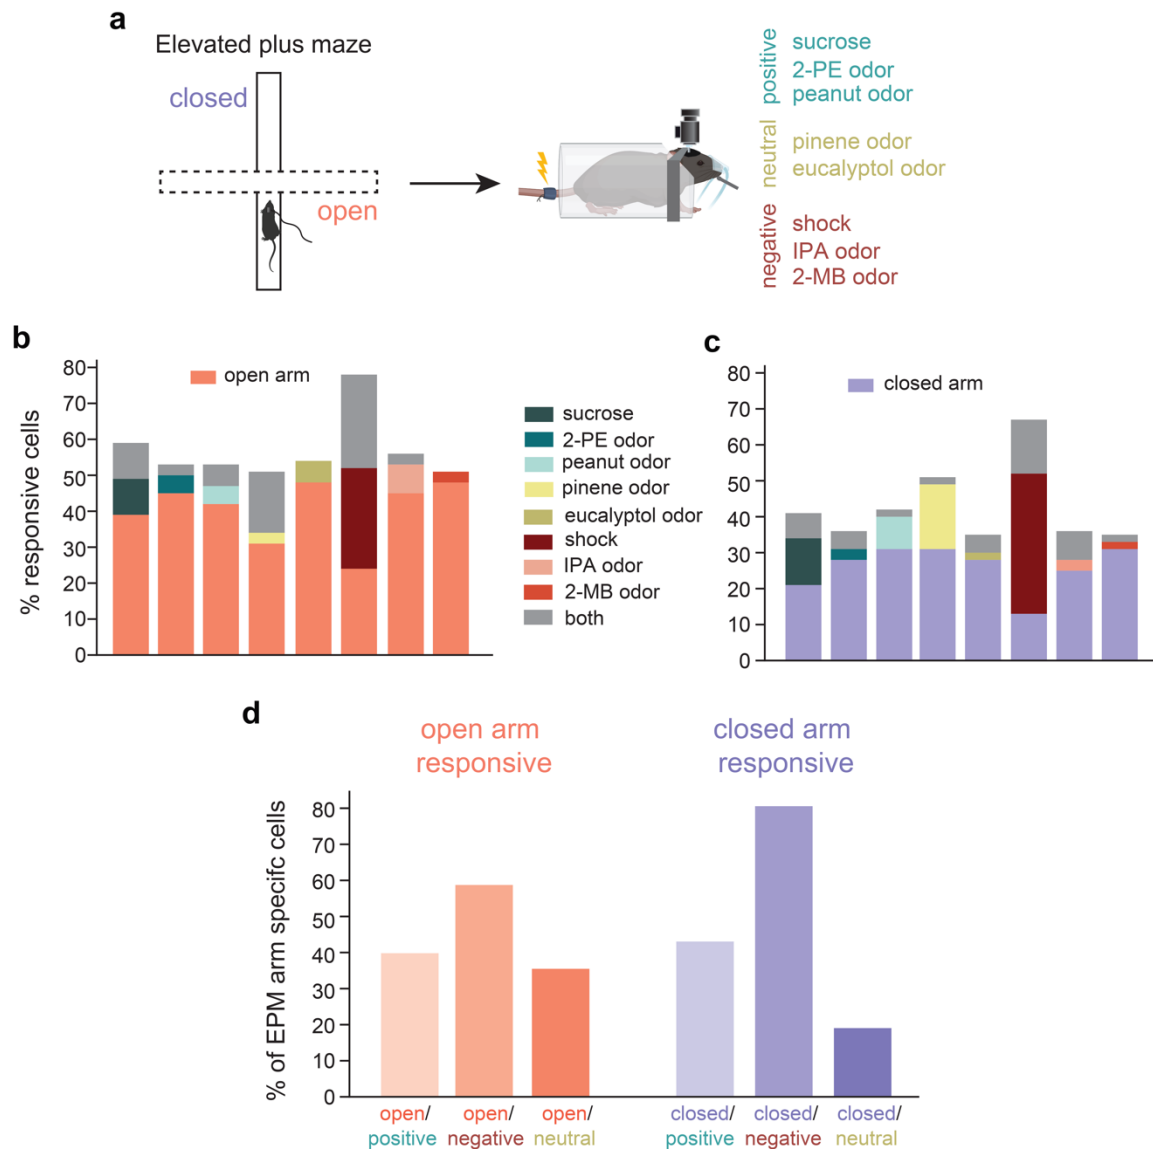 a
Elevated plus maze
closed
open
positive
sucrose
2-PE odor
peanut odor
neutral
pinene odor
eucalyptol odor
negative
shock
IPA odor
2-MB odor
b
% responsive cells
80
70
60
50
40
30
20
10
0
open arm
sucrose
2-PE odor
peanut odor
pinene odor
eucalyptol odor
shock
IPA odor
2-MB odor
both
c
80
70
60
50
40
30
20
10
0
closed arm
d
open arm
responsive
closed arm
responsive
% of EPM arm specifc cells
80
70
60
50
40
30
20
10
0
open/
positive
open/
negative
open/
neutral
closed/
positive
closed/
negative
closed/
neutral